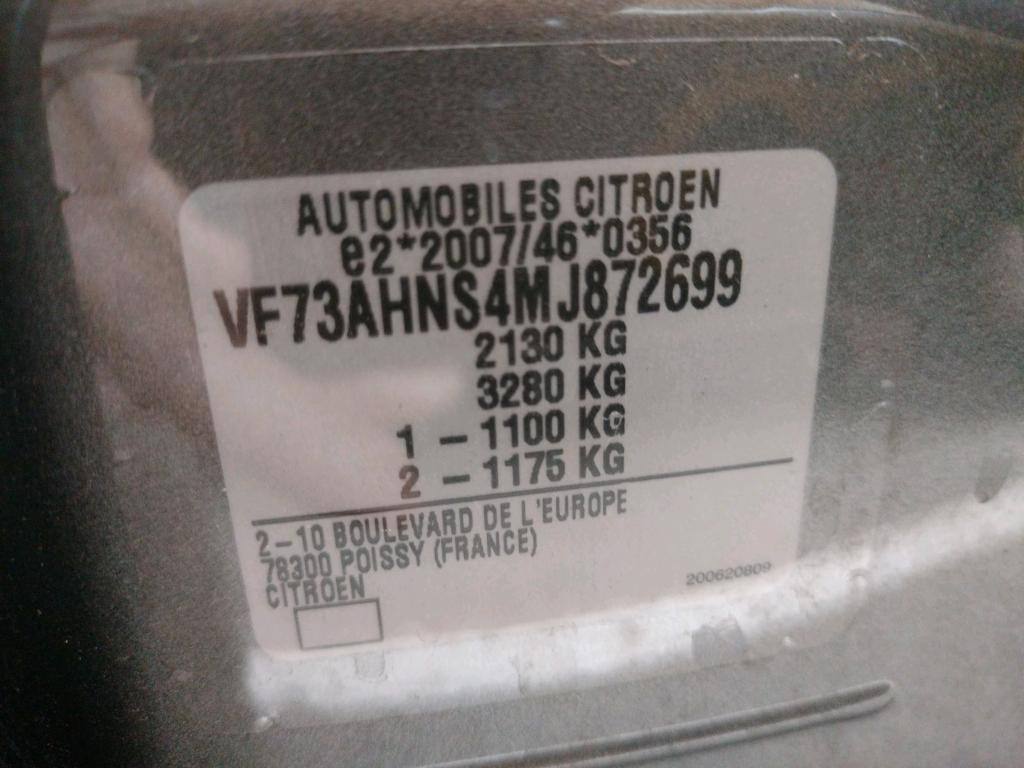 AUTOMOBILES CITROEN
e2*2007/46*0356
VF73AHNS4MJ872699
2130 KG
3280 KG
1 – 1100 KG
2 – 1175 KG
2–10 BOULEVARD DE L'EUROPE
78300 POISSY (FRANCE)
CITROEN
200620809